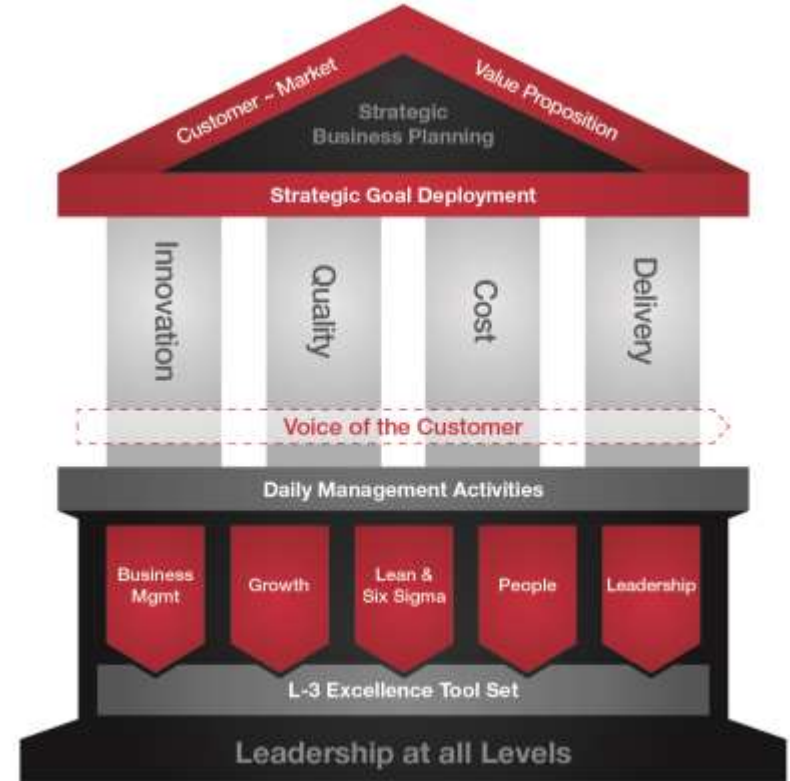 Customer ~ Market
Value Proposition
Strategic
Business Planning
Strategic Goal Deployment
Innovation
Quality
Cost
Delivery
Voice of the Customer
Daily Management Activities
Business
Mgmt
Growth
Lean &
Six Sigma
People
Leadership
L-3 Excellence Tool Set
Leadership at all Levels